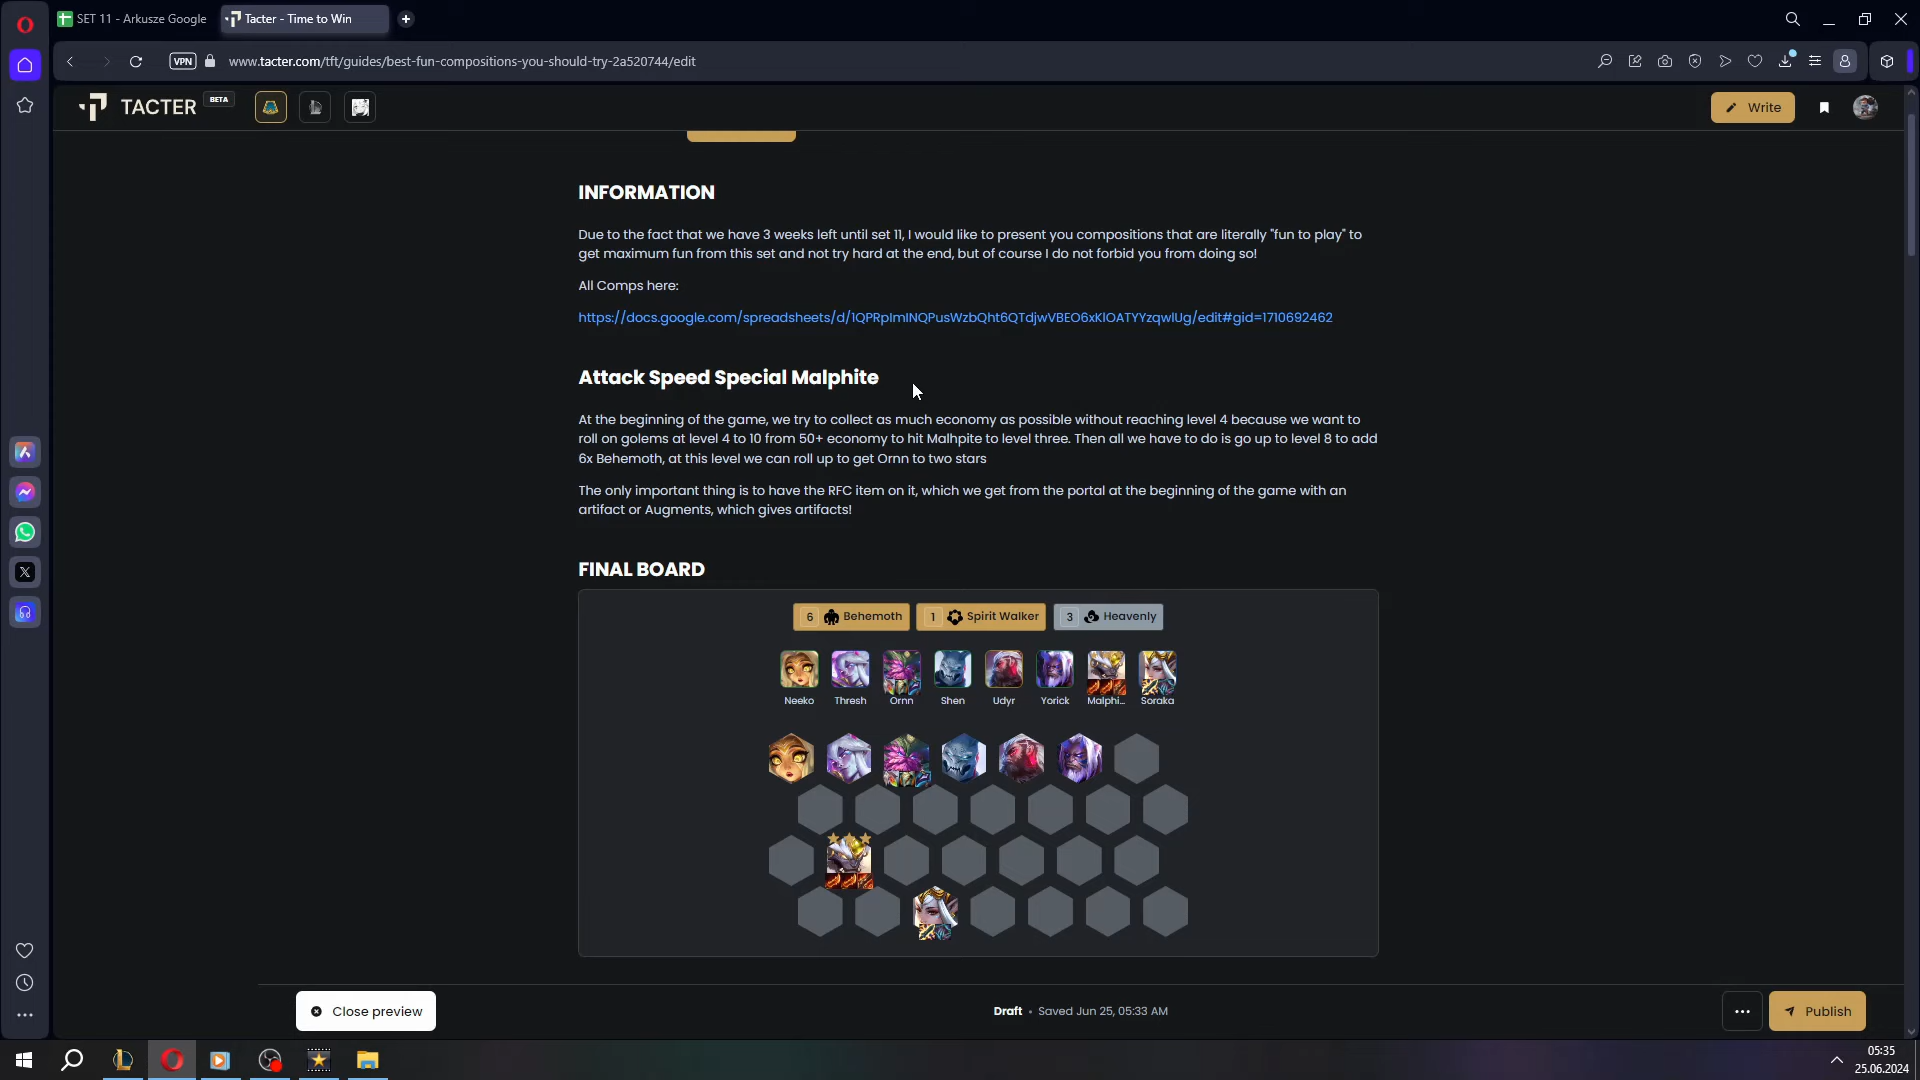 SET 11 - Arkusze Google
Tacter - Time to Win
VPN
www.tacter.com/tft/guides/best-fun-compositions-you-should-try-2a520744/edit
TACTER
BETA
Write
INFORMATION
Due to the fact that we have 3 weeks left until set 11, I would like to present you compositions that are literally "fun to play" to
get maximum fun from this set and not try hard at the end, but of course I do not forbid you from doing so!
All Comps here:
https://docs.google.com/spreadsheets/d/1QPRpImINQPusWzbQht6QTdjwVBEO6xKlOATYYzqwlUg/edit#gid=1710692462
Attack Speed Special Malphite
At the beginning of the game, we try to collect as much economy as possible without reaching level 4 because we want to
roll on golems at level 4 to 10 from 50+ economy to hit Malhpite to level three. Then all we have to do is go up to level 8 to add
6x Behemoth, at this level we can roll up to get Ornn to two stars
The only important thing is to have the RFC item on it, which we get from the portal at the beginning of the game with an
artifact or Augments, which gives artifacts!
FINAL BOARD
6 Behemoth 1 Spirit Walker 3 Heavenly
Neeko Thresh Ornn Shen Udyr Yorick Malphi... Soraka
Close preview
Draft • Saved Jun 25, 05:33 AM
Publish
05:35
25.06.2024